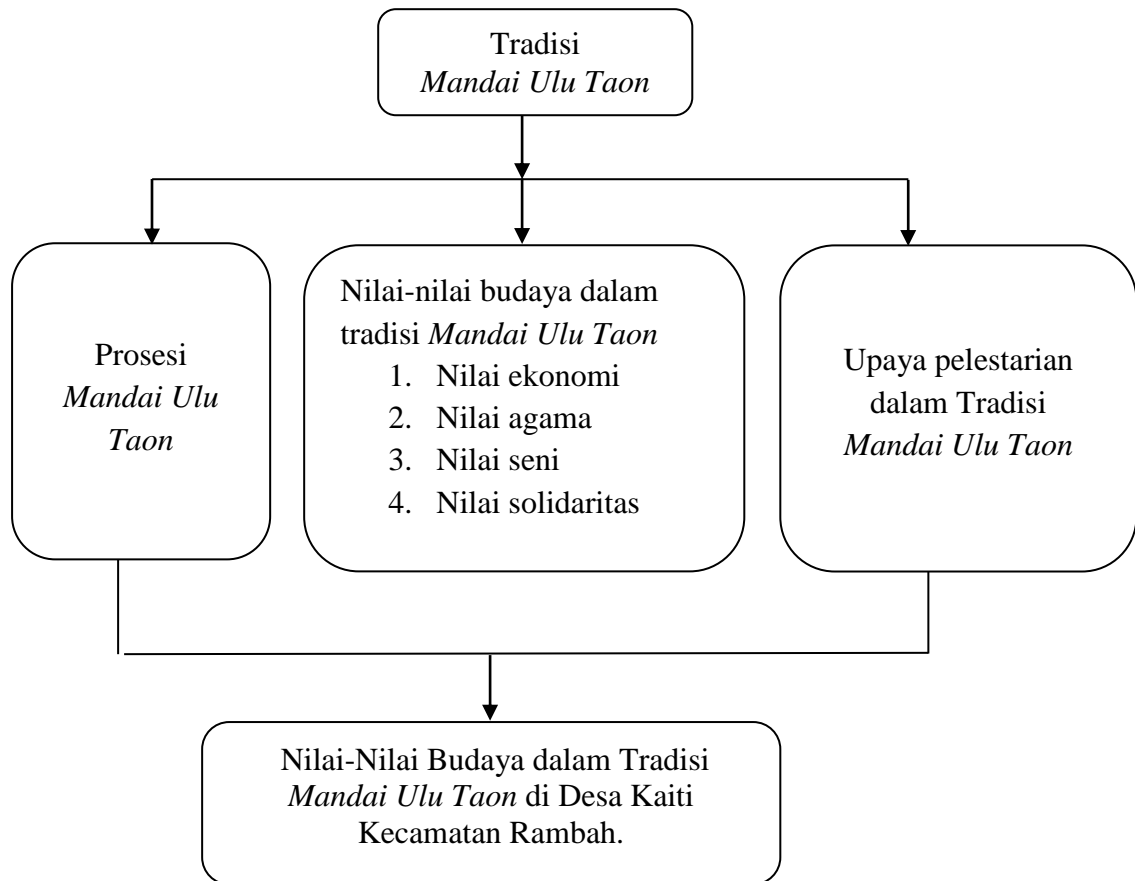 Tradisi
Mandai Ulu Taon
Prosesi
Mandai Ulu
Taon
Nilai-nilai budaya dalam
tradisi Mandai Ulu Taon
1. Nilai ekonomi
2. Nilai agama
3. Nilai seni
4. Nilai solidaritas
Upaya pelestarian
dalam Tradisi
Mandai Ulu Taon
Nilai-Nilai Budaya dalam Tradisi
Mandai Ulu Taon di Desa Kaiti
Kecamatan Rambah.